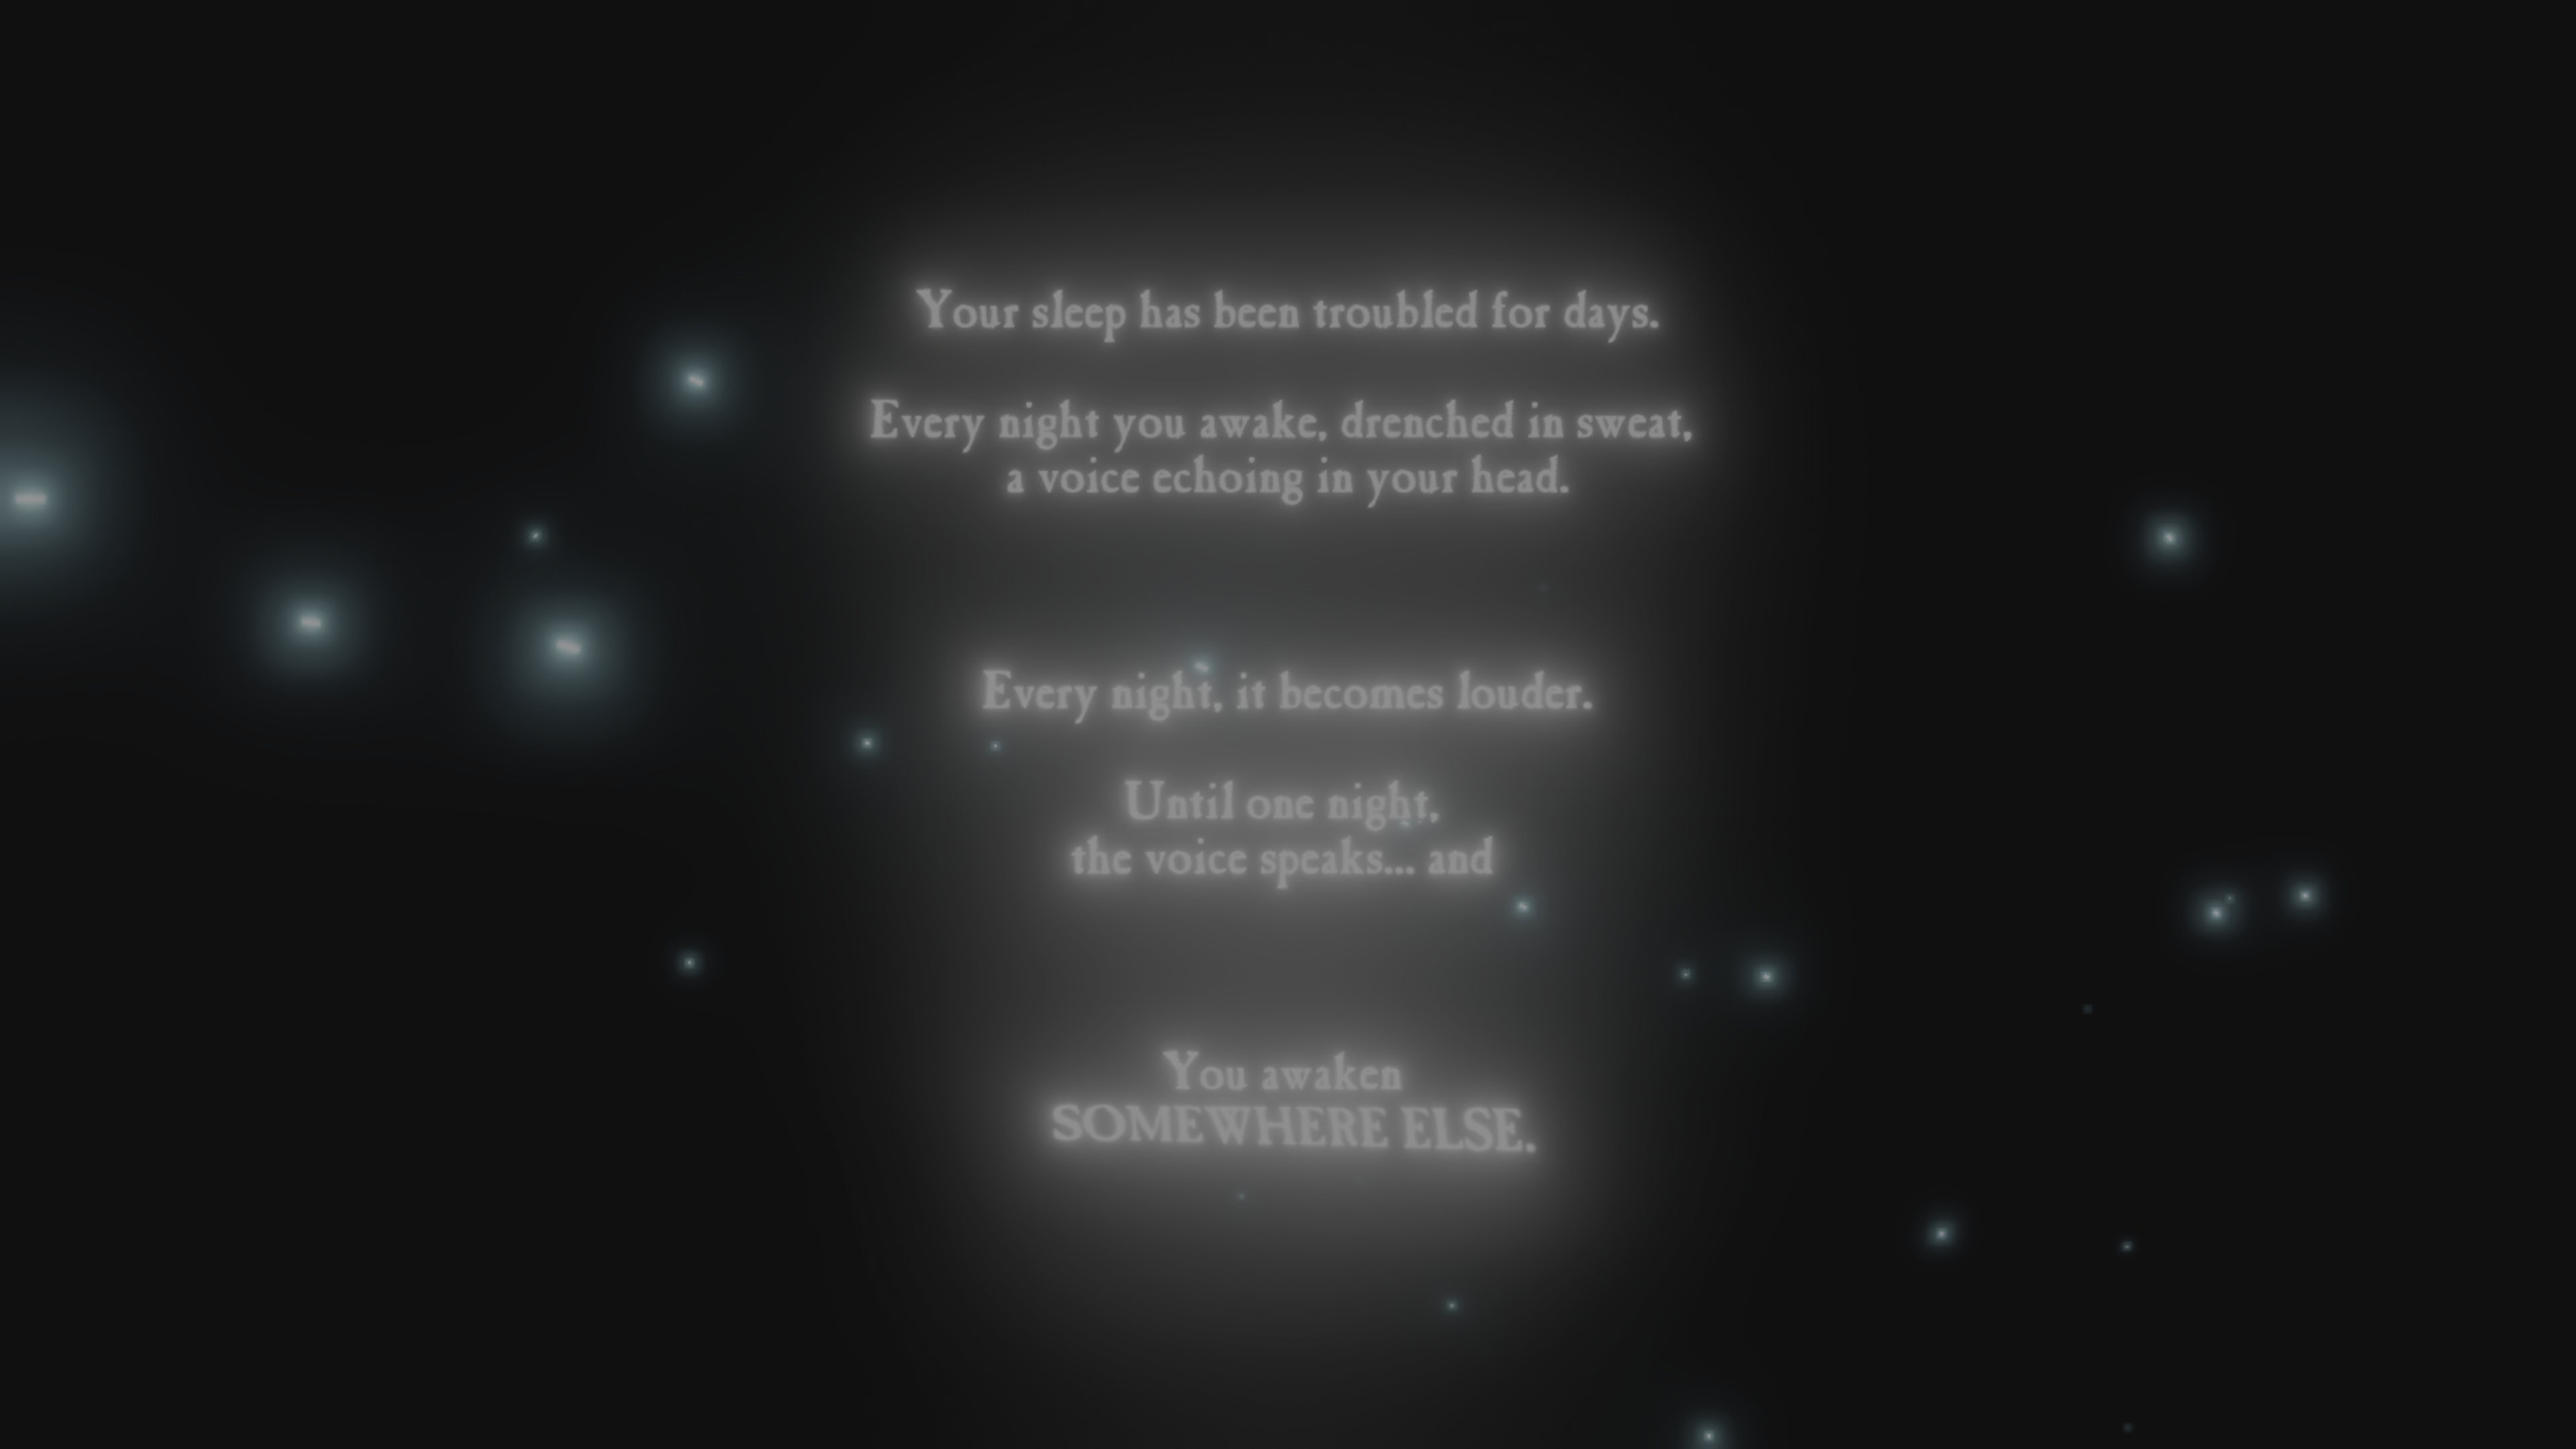 Your sleep has been troubled for days.
Every night you awake, drenched in sweat,
a voice echoing in your head.
Every night, it becomes louder.
Until one night,
the voice speaks... and
You awaken
SOMEWHERE ELSE.